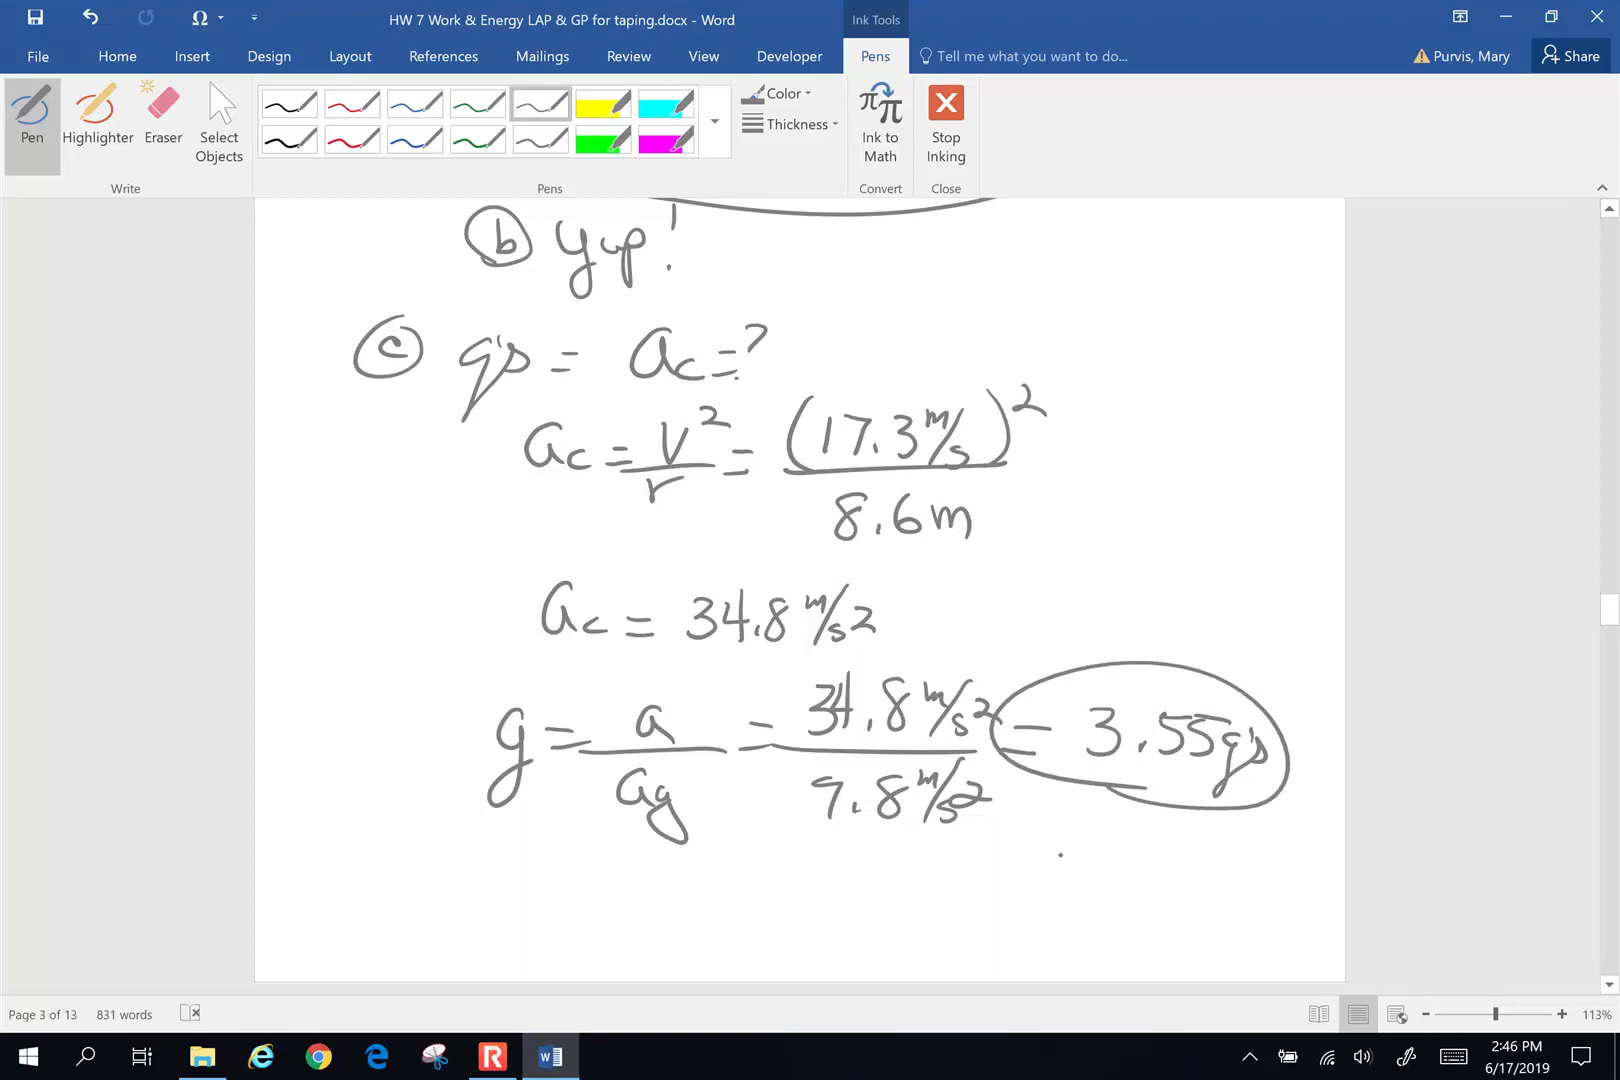 HW 7 Work & Energy LAP & GP for taping.docx - Word
Ink Tools
File Home Insert Design Layout References Mailings Review View Developer Pens Tell me what you want to do... Purvis, Mary Share
Pen Highlighter Eraser Select Objects
Color
Thickness
Ink to Math
Stop Inking
Write Pens Convert Close
b yup!
c g's = ac = ?
ac = v²/r = (17.3 m/s)²/8.6m
ac = 34.8 m/s2
g = a/ag = 34.8 m/s2/9.8 m/s2 = 3.55g's
Page 3 of 13 831 words 113%
2:46 PM
6/17/2019